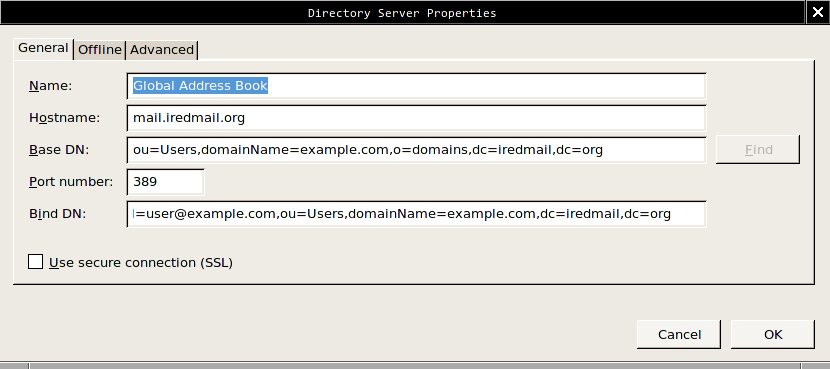 Directory Server Properties
General Offline Advanced
Name: Global Address Book
Hostname: mail.iredmail.org
Base DN: ou=Users,domainName=example.com,o=domains,dc=iredmail,dc=org Find
Port number: 389
Bind DN: l=user@example.com,ou=Users,domainName=example.com,dc=iredmail,dc=org
Use secure connection (SSL)
Cancel OK